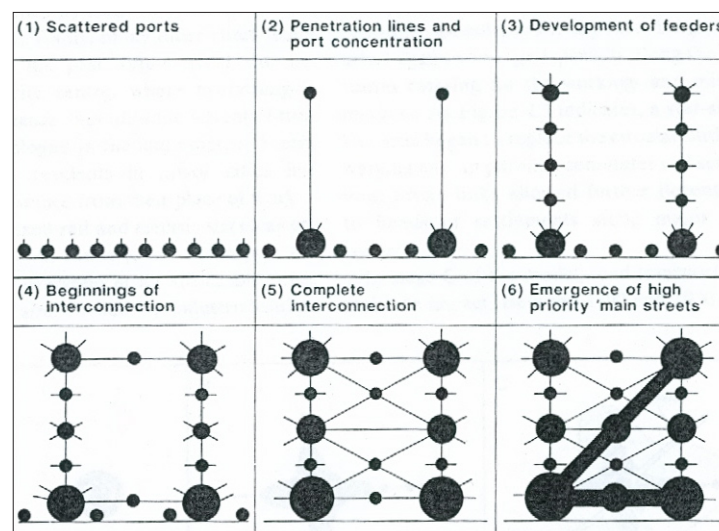 (1) Scattered ports
(2) Penetration lines and
port concentration
(3) Development of feeders
(4) Beginnings of
interconnection
(5) Complete
interconnection
(6) Emergence of high
priority 'main streets'